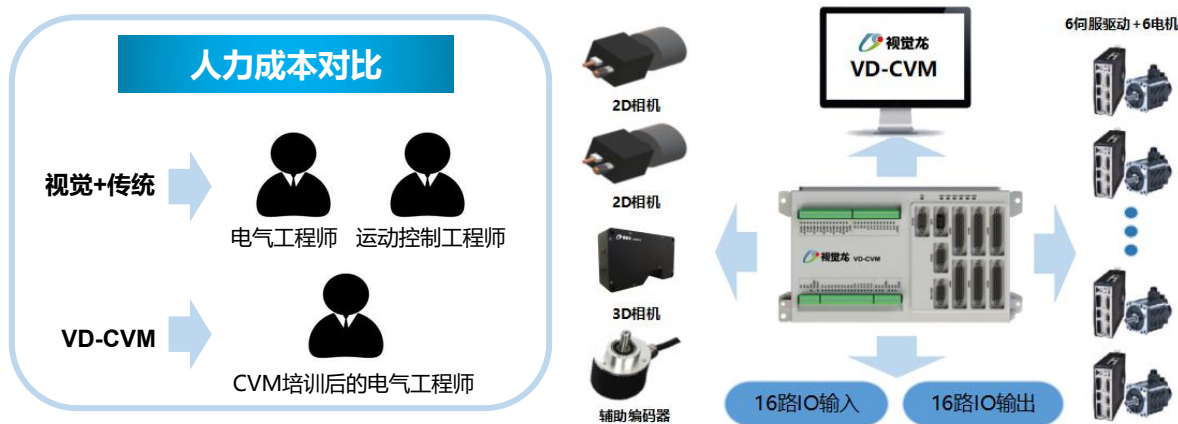 人力成本对比
视觉+传统
电气工程师
运动控制工程师
VD-CVM
CVM培训后的电气工程师
2D相机
2D相机
3D相机
辅助编码器
视觉龙
VD-CVM
视觉龙 VD-CVM
16路IO输入
16路IO输出
6伺服驱动+6电机